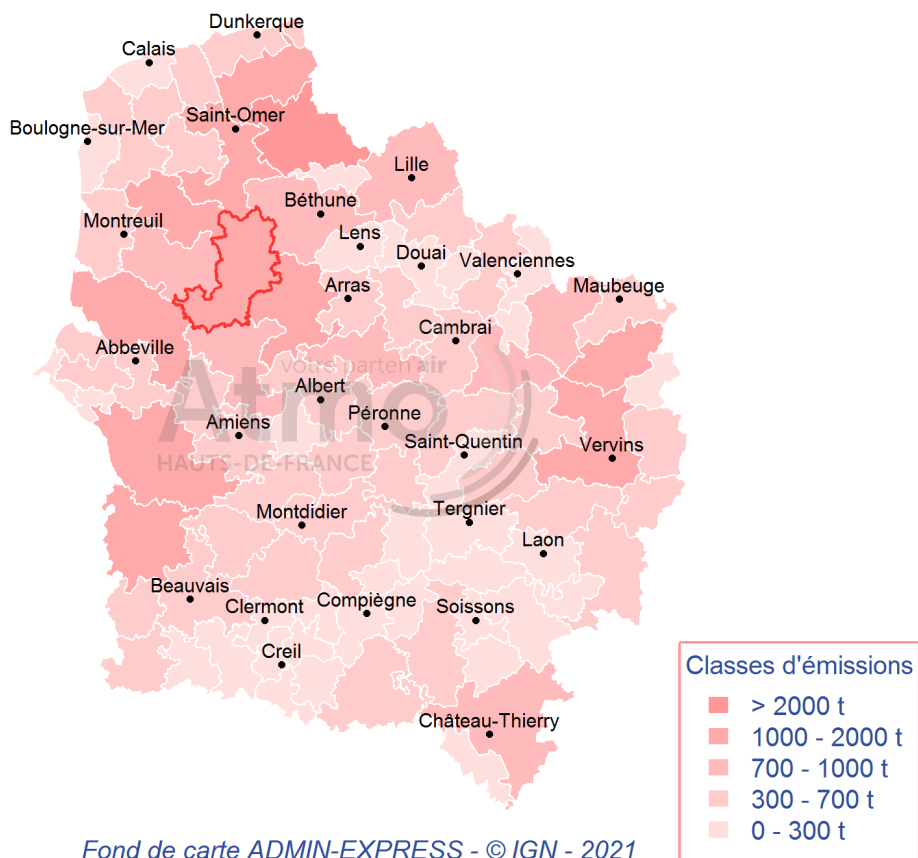 Dunkerque
Calais
Saint-Omer
Boulogne-sur-Mer
Lille
Béthune
Montreuil
Lens
Douai
Valenciennes
Arras
Maubeuge
Cambrai
Abbeville
votre parten'air
Atmo
HAUTS-DE-FRANCE
Albert
Péronne
Amiens
Saint-Quentin
Vervins
Montdidier
Tergnier
Laon
Beauvais
Clermont
Compiègne
Soissons
Creil
Château-Thierry
Classes d'émissions
> 2000 t
1000 - 2000 t
700 - 1000 t
300 - 700 t
0 - 300 t
Fond de carte ADMIN-EXPRESS - © IGN - 2021